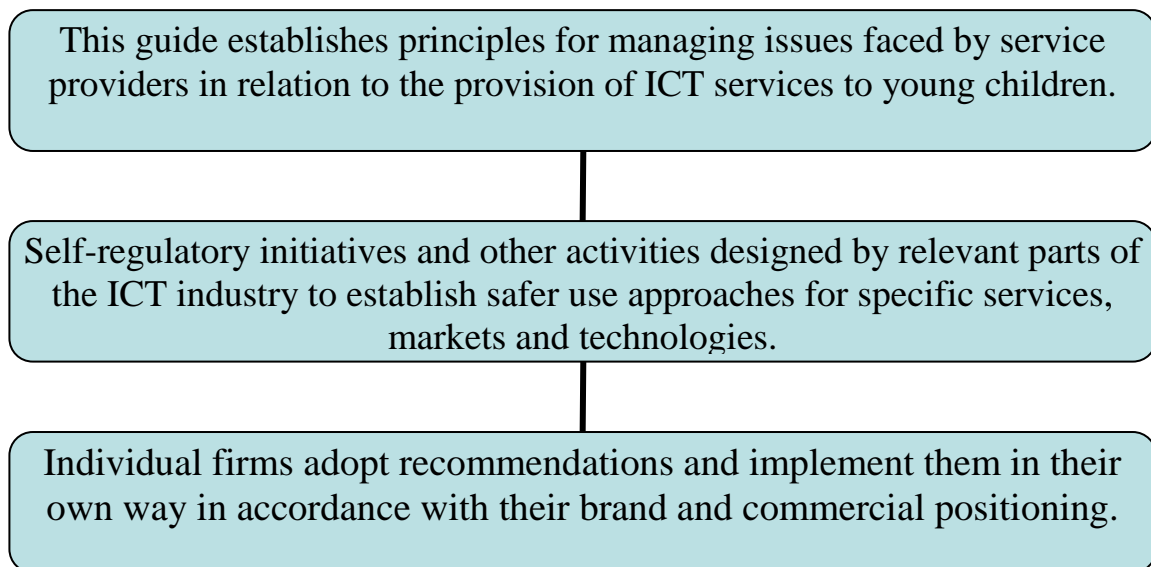 This guide establishes principles for managing issues faced by service
providers in relation to the provision of ICT services to young children.
Self-regulatory initiatives and other activities designed by relevant parts of
the ICT industry to establish safer use approaches for specific services,
markets and technologies.
Individual firms adopt recommendations and implement them in their
own way in accordance with their brand and commercial positioning.